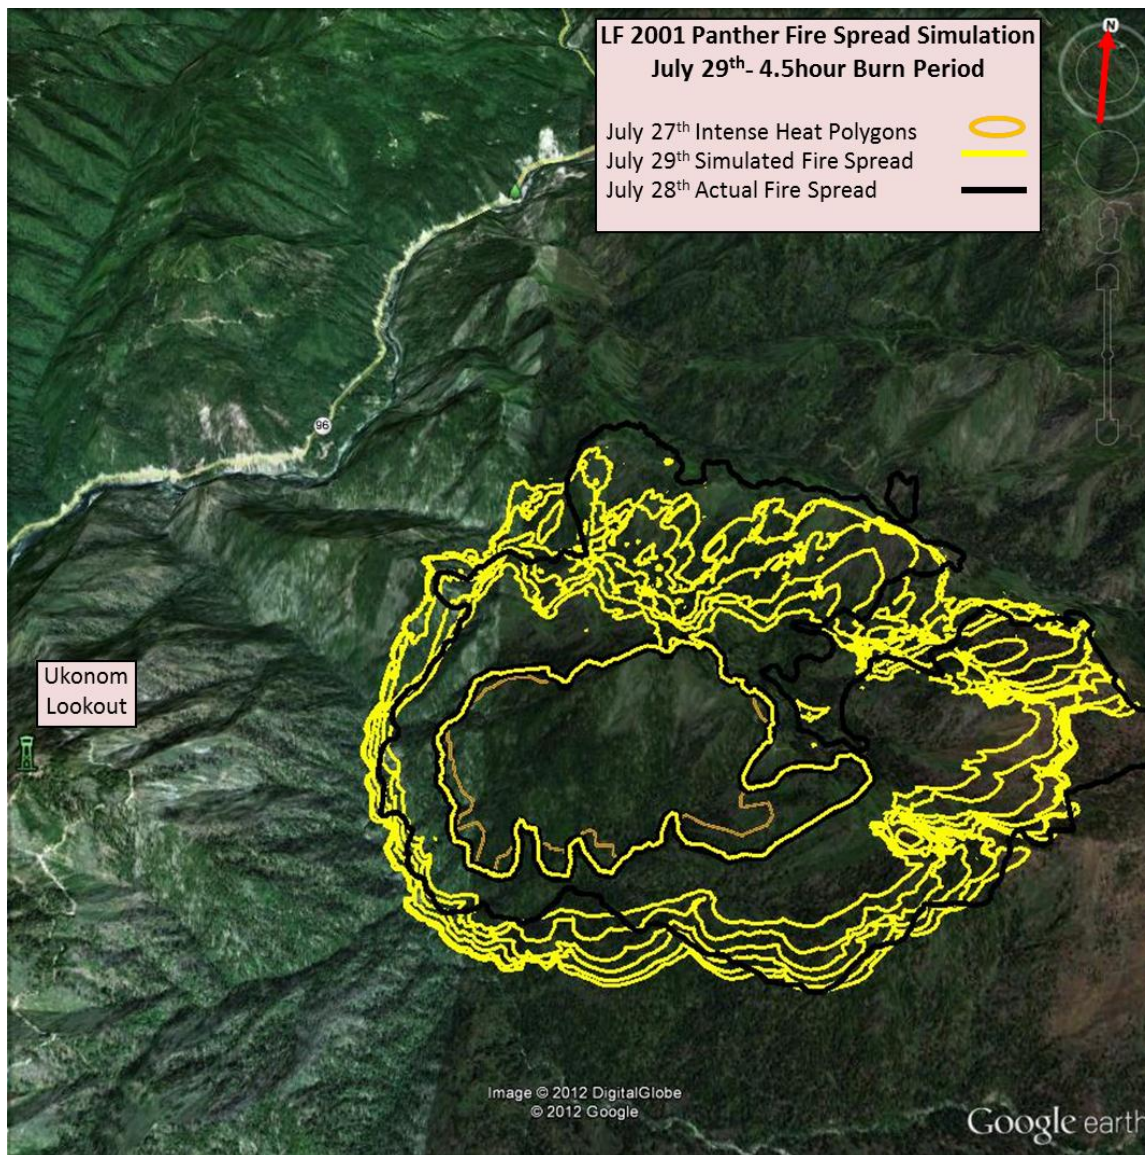 LF 2001 Panther Fire Spread Simulation
July 29th- 4.5hour Burn Period
July 27th Intense Heat Polygons
July 29th Simulated Fire Spread
July 28th Actual Fire Spread
N
96
Ukonom
Lookout
Image © 2012 DigitalGlobe
© 2012 Google
Google earth